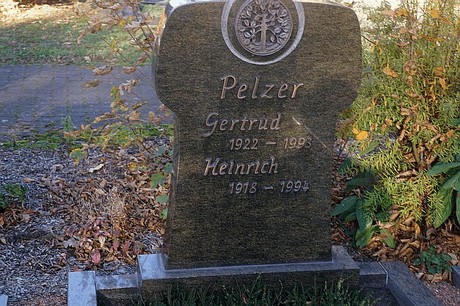 Pelzer
Gertrud
1922 – 1993
Heinrich
1918 – 1994